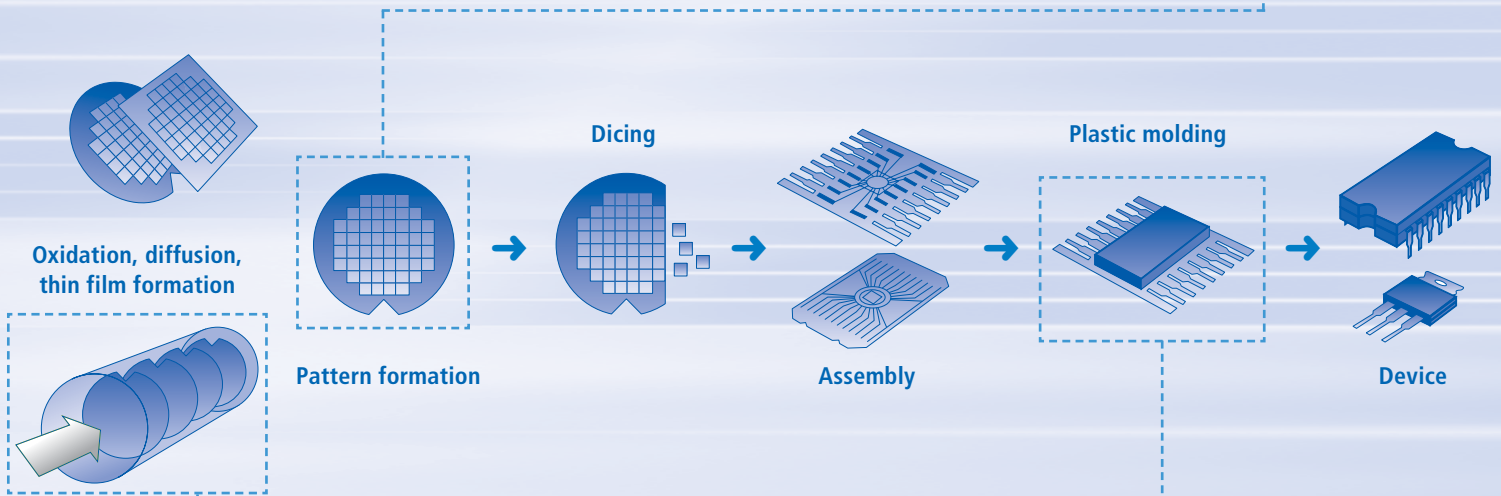 Oxidation, diffusion,
thin film formation
Pattern formation
Dicing
Assembly
Plastic molding
Device